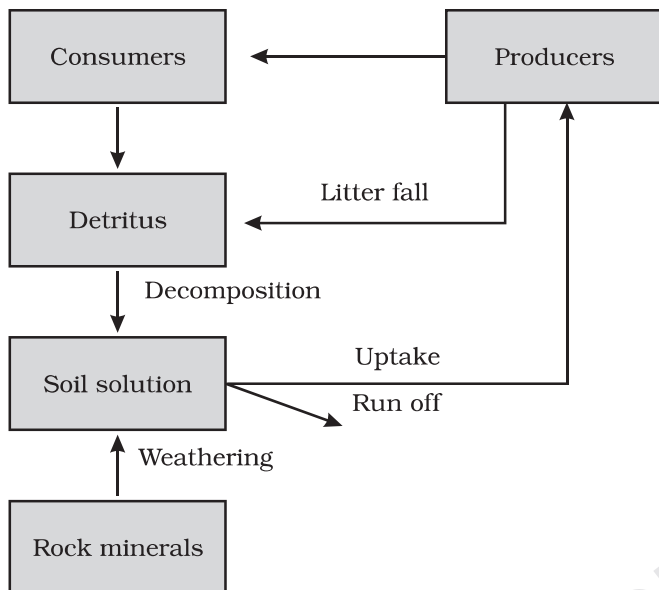 Consumers
Producers
Litter fall
Detritus
Decomposition
Uptake
Soil solution
Run off
Weathering
Rock minerals